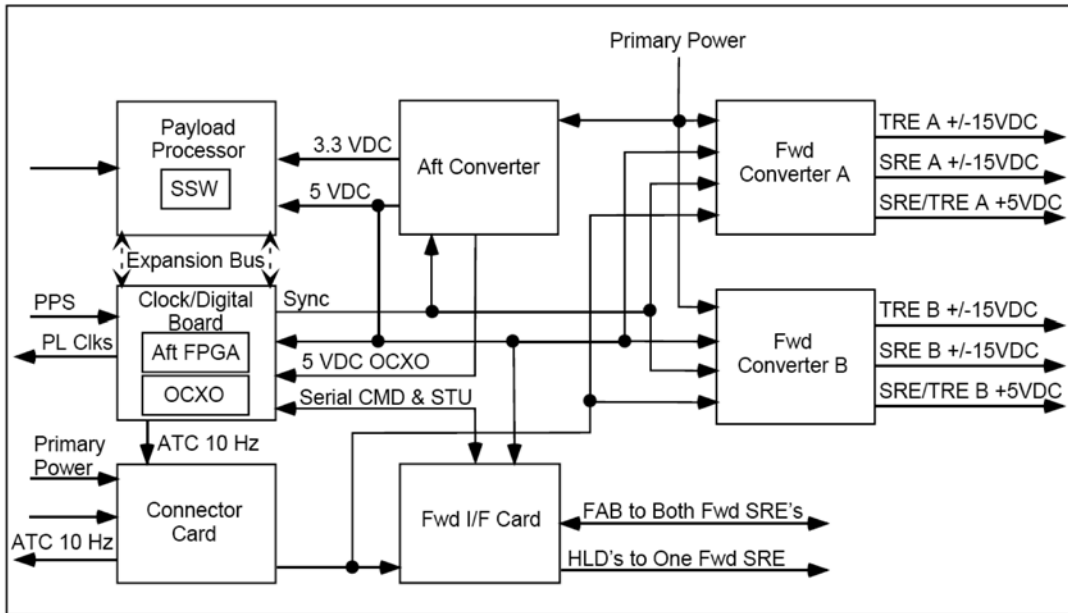 Primary Power
Payload
Processor
SSW
3.3 VDC
5 VDC
Aft Converter
Fwd
Converter A
TRE A +/-15VDC
SRE A +/-15VDC
SRE/TRE A +5VDC
Expansion Bus
PPS
PL Clks
Clock/Digital
Board
Aft FPGA
OCXO
Sync
5 VDC OCXO
Serial CMD & STU
Fwd
Converter B
TRE B +/-15VDC
SRE B +/-15VDC
SRE/TRE B +5VDC
ATC 10 Hz
Primary
Power
ATC 10 Hz
Connector
Card
Fwd I/F Card
FAB to Both Fwd SRE's
HLD's to One Fwd SRE